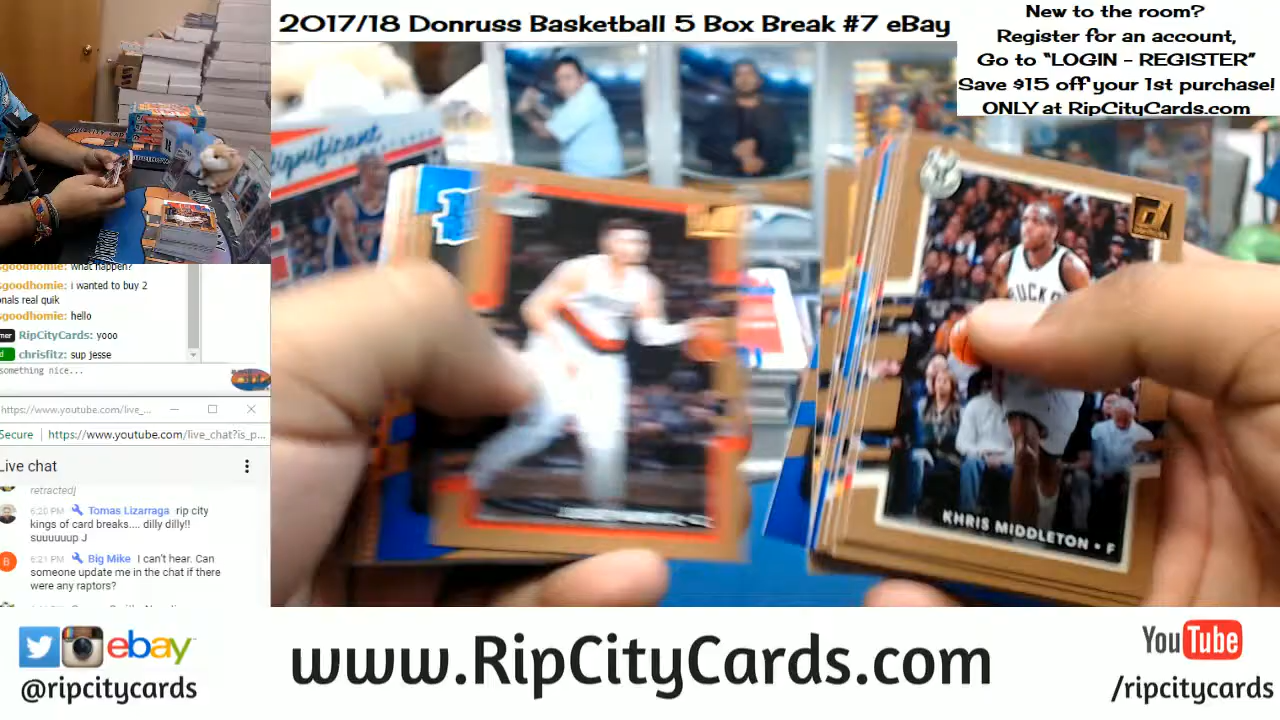 2017/18 Donruss Basketball 5 Box Break #7 eBay
New to the room?
Register for an account,
Go to “LOGIN - REGISTER”
Save $15 off your 1st purchase!
ONLY at RipCityCards.com
Significant
BUCKS
KHRIS MIDDLETON • F
sgoodhomie: what happen?
sgoodhomie: i wanted to buy 2
onals real quik
sgoodhomie: hello
RipCityCards: yooo
chrisfitz: sup jesse
something nice...
https://www.youtube.com/live_...
Secure | https://www.youtube.com/live_chat?is_p...
Live chat
retracted]
6:20 PM Tomas Lizarraga rip city
kings of card breaks.... dilly dilly!!
suuuuuup J
B 6:21 PM Big Mike I can't hear. Can
someone update me in the chat if there
were any raptors?
ebay
@ripcitycards
www.RipCityCards.com
YouTube
/ripcitycards